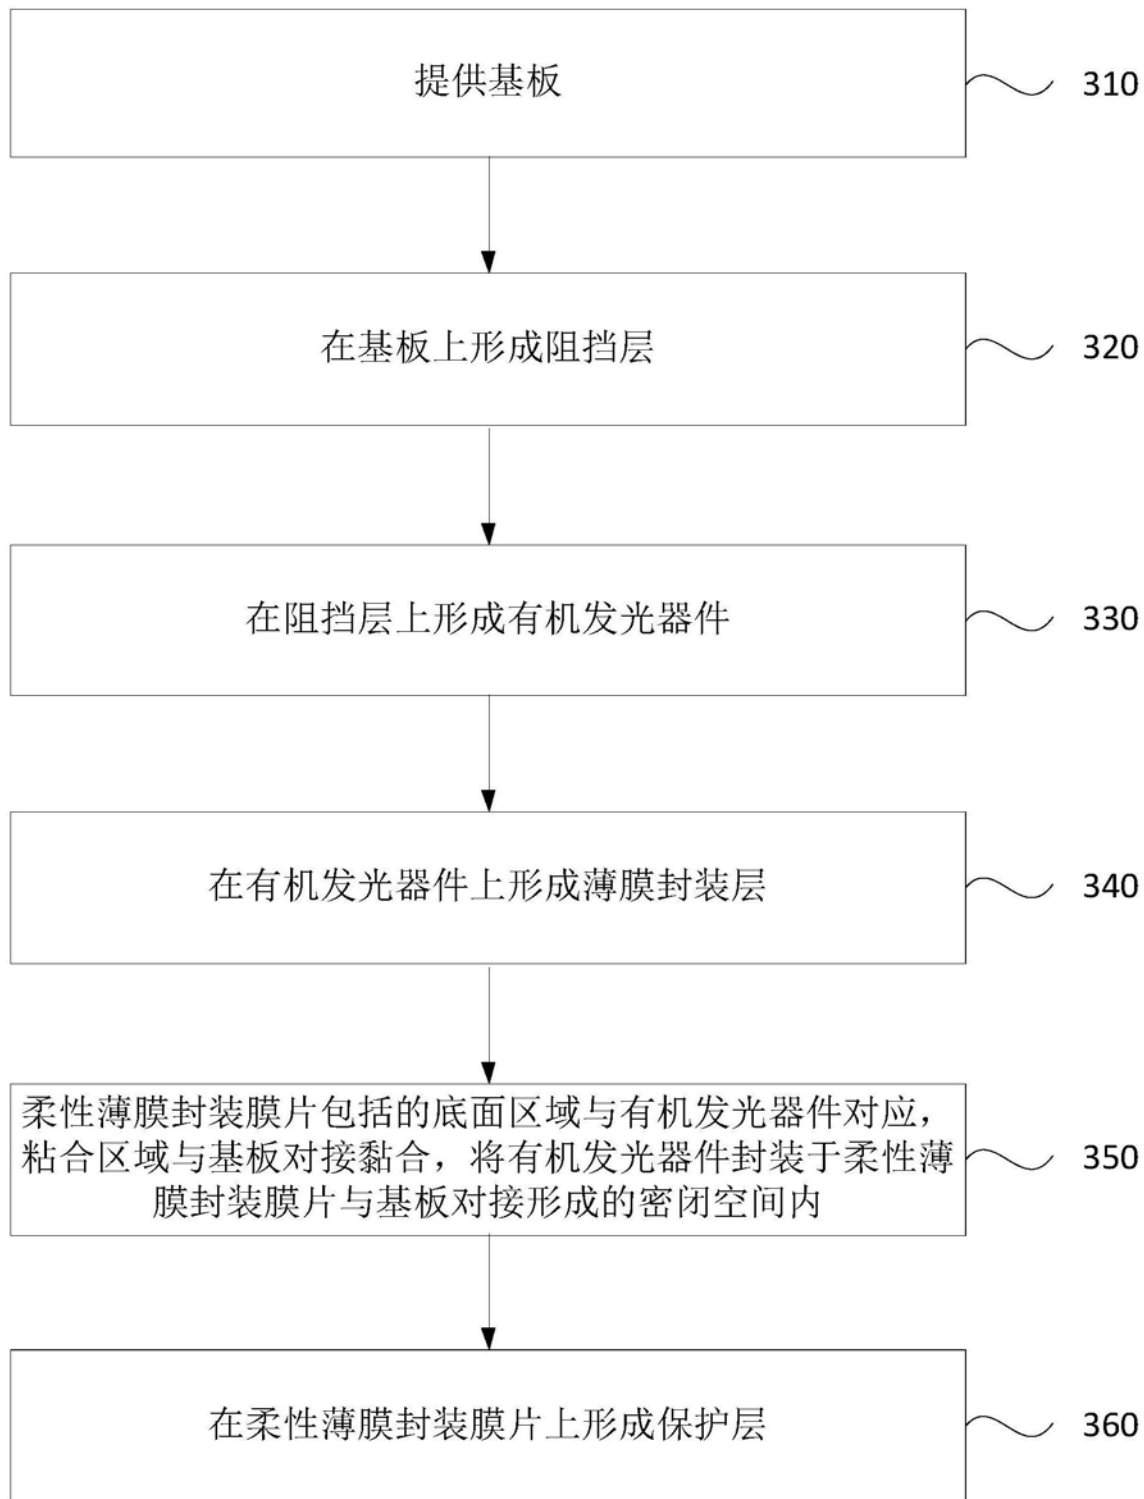 提供基板
310
在基板上形成阻挡层
320
在阻挡层上形成有机发光器件
330
在有机发光器件上形成薄膜封装层
340
柔性薄膜封装膜片包括的底面区域与有机发光器件对应，
粘合区域与基板对接黏合，将有机发光器件封装于柔性薄
膜封装膜片与基板对接形成的密闭空间内
350
在柔性薄膜封装膜片上形成保护层
360